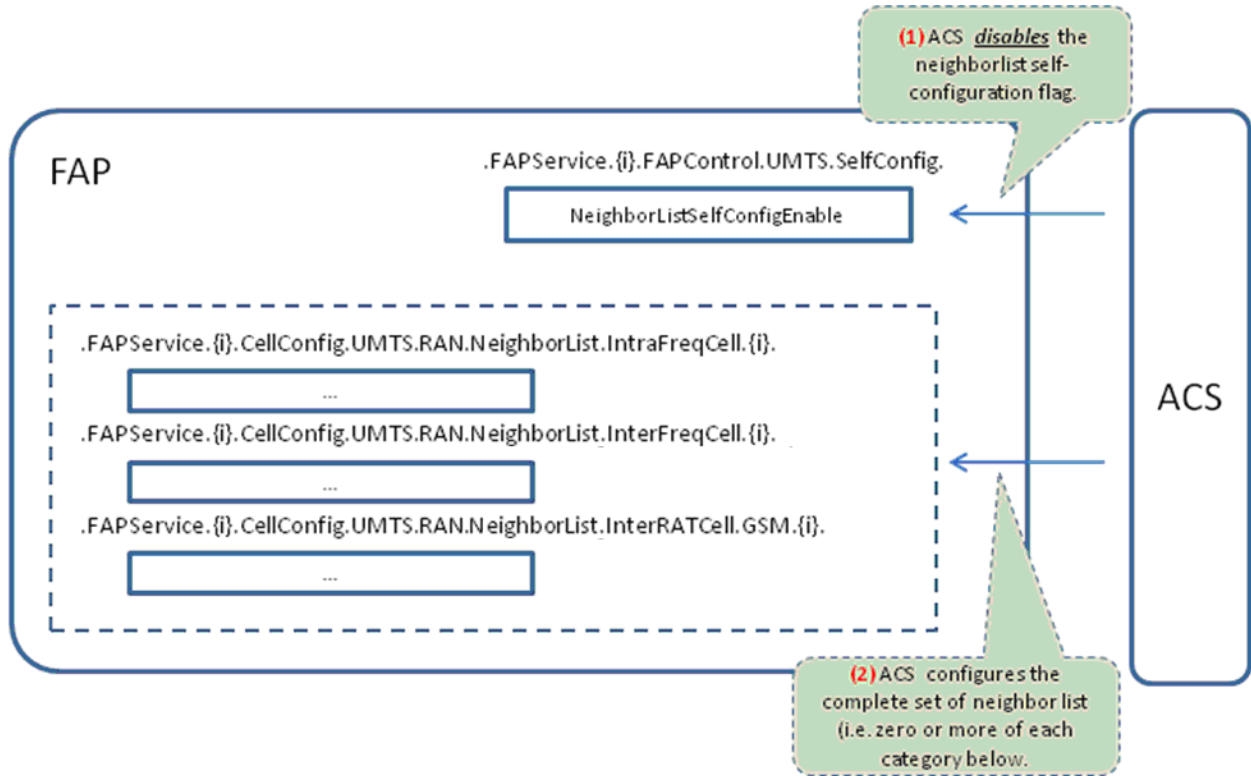 (1) ACS disables the
neighborlist self-
configuration flag.
FAP
.FAPService.{i}.FAPControl.UMTS.SelfConfig.
NeighborListSelfConfigEnable
.FAPService.{i}.CellConfig.UMTS.RAN.NeighborList.IntraFreqCell.{i}.
...
.FAPService.{i}.CellConfig.UMTS.RAN.NeighborList.InterFreqCell.{i}.
...
.FAPService.{i}.CellConfig.UMTS.RAN.NeighborList.InterRATCell.GSM.{i}.
...
ACS
(2) ACS configures the
complete set of neighbor list
(i.e. zero or more of each
category below.